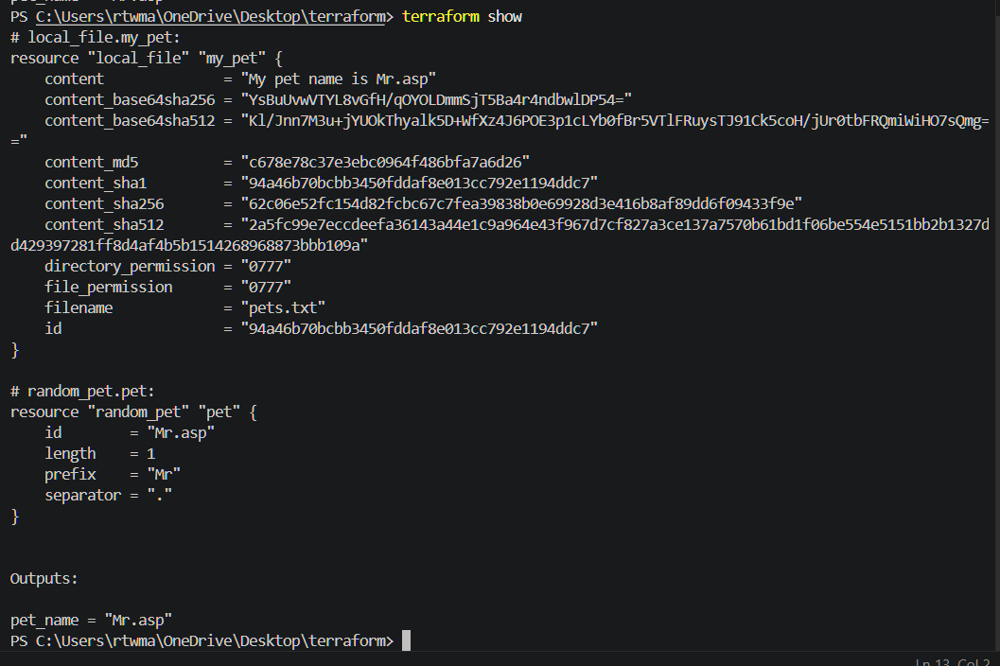 PS C:\Users\rtwma\OneDrive\Desktop\terraform> terraform show
# local_file.my_pet:
resource "local_file" "my_pet" {
    content              = "My pet name is Mr.asp"
    content_base64sha256 = "YsBuUvwVTYL8vGfH/qOYOLDmmSjT5Ba4r4ndbwlDP54="
    content_base64sha512 = "Kl/Jnn7M3u+jYUOkThyalk5D+WfXz4J6POE3p1cLYb0fBr5VTlFRuysTJ91Ck5coH/jUr0tbFRQmiWiHO7sQmg=
="
    content_md5          = "c678e78c37e3ebc0964f486bfa7a6d26"
    content_sha1         = "94a46b70bcbb3450fddaf8e013cc792e1194ddc7"
    content_sha256       = "62c06e52fc154d82fcbc67c7fea39838b0e69928d3e416b8af89dd6f09433f9e"
    content_sha512       = "2a5fc99e7eccdeefa36143a44e1c9a964e43f967d7cf827a3ce137a7570b61bd1f06be554e5151bb2b1327d
d429397281ff8d4af4b5b1514268968873bbb109a"
    directory_permission = "0777"
    file_permission      = "0777"
    filename             = "pets.txt"
    id                   = "94a46b70bcbb3450fddaf8e013cc792e1194ddc7"
}
# random_pet.pet:
resource "random_pet" "pet" {
    id        = "Mr.asp"
    length    = 1
    prefix    = "Mr"
    separator = "."
}
Outputs:
pet_name = "Mr.asp"
PS C:\Users\rtwma\OneDrive\Desktop\terraform>
Ln 13, Col 2